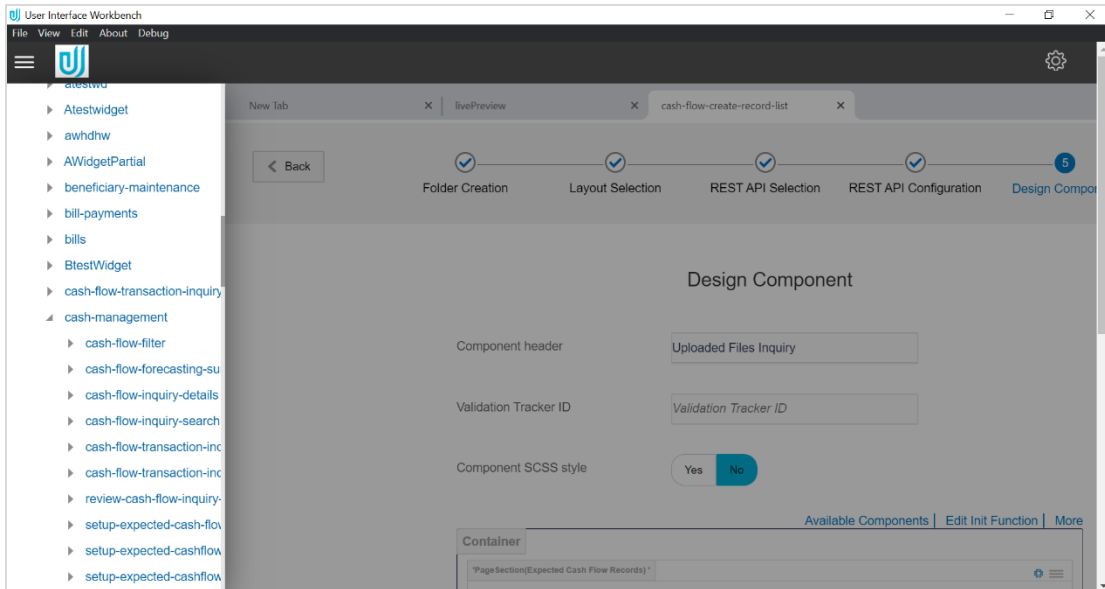 User Interface Workbench
File View Edit About Debug
atestwd
Atestwidget
awhdhw
AWidgetPartial
beneficiary-maintenance
bill-payments
bills
BtestWidget
cash-flow-transaction-inquiry
cash-management
cash-flow-filter
cash-flow-forecasting-su
cash-flow-inquiry-details
cash-flow-inquiry-search
cash-flow-transaction-inq
cash-flow-transaction-inq
review-cash-flow-inquiry-
setup-expected-cash-flov
setup-expected-cashflow
setup-expected-cashflow
New Tab
livePreview
cash-flow-create-record-list
Back
Folder Creation
Layout Selection
REST API Selection
REST API Configuration
5
Design Compor
Design Component
Component header
Uploaded Files Inquiry
Validation Tracker ID
Validation Tracker ID
Component SCSS style
Yes No
Available Components | Edit Init Function | More
Container
"PageSection(Expected Cash Flow Records)"